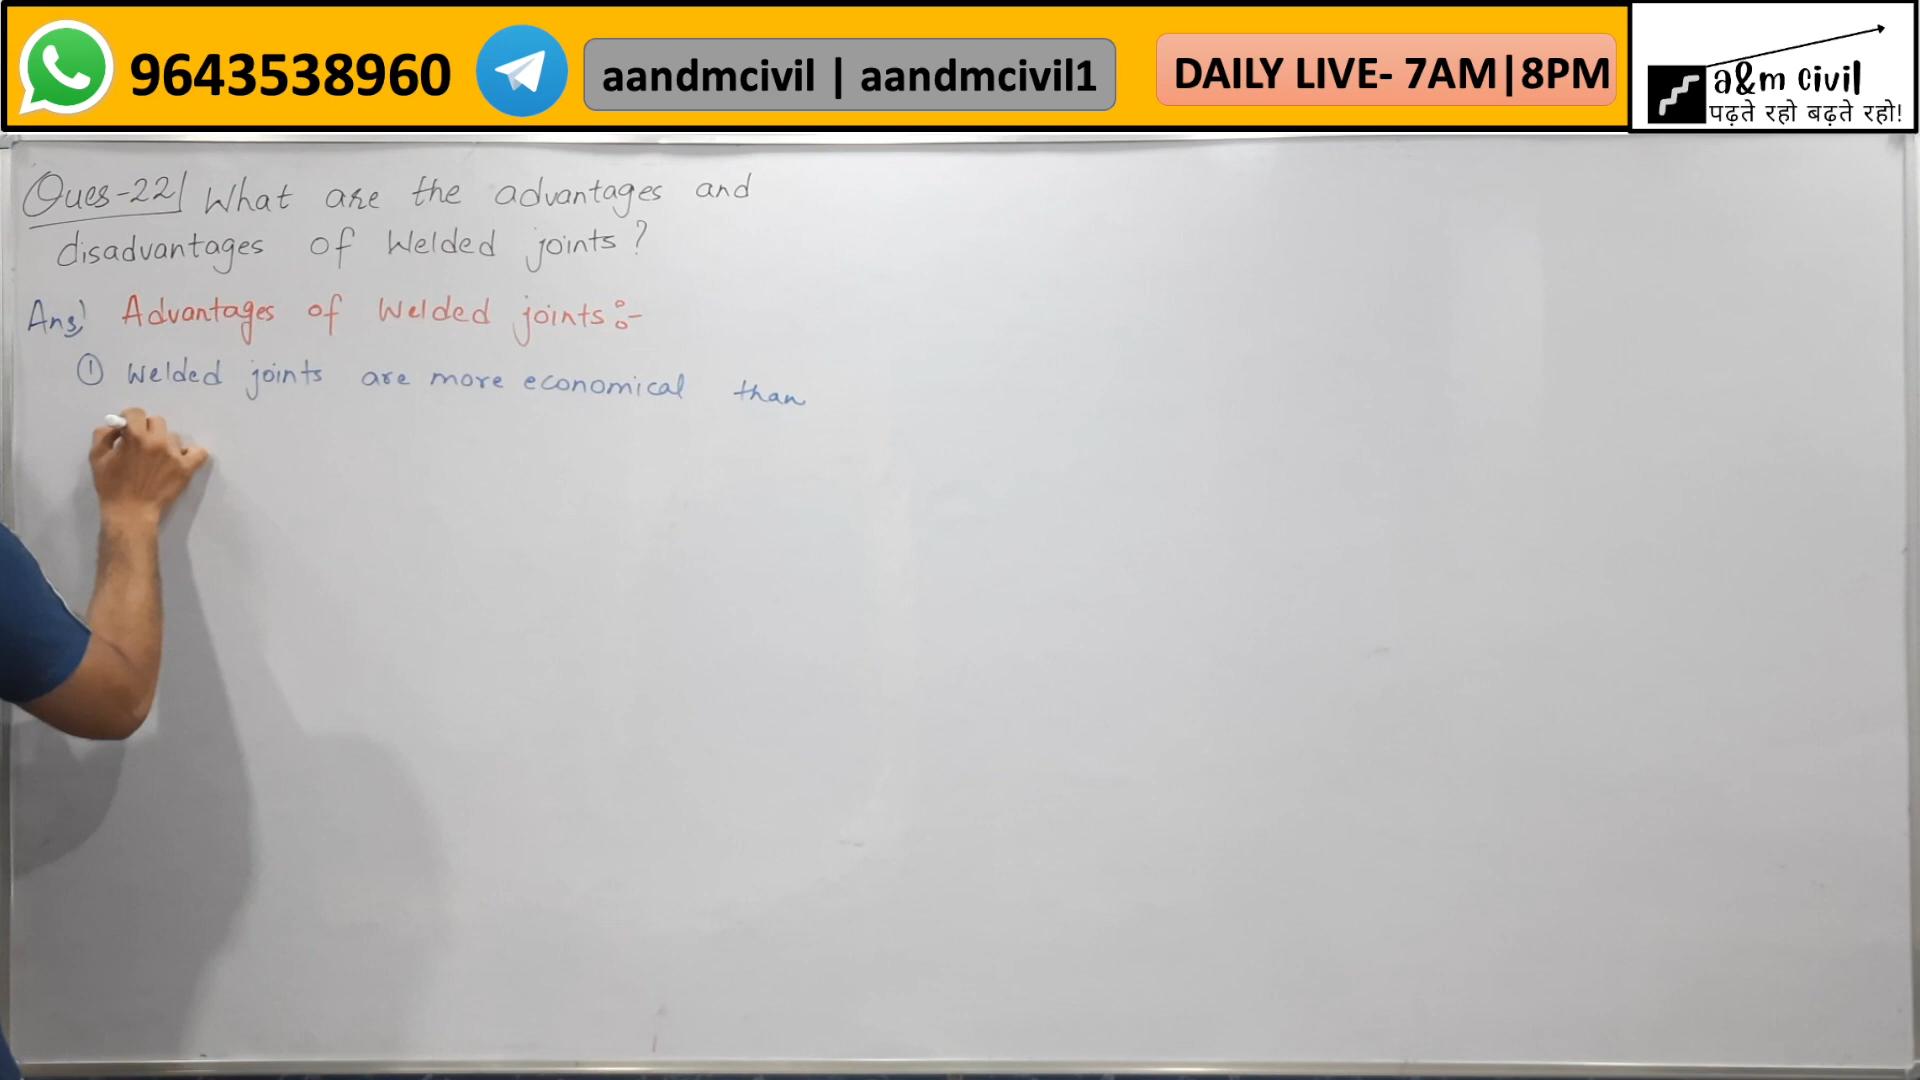 9643538960 aandmcivil | aandmcivil1 DAILY LIVE- 7AM|8PM
a&m civil
पढ़ते रहो बढ़ते रहो!
Ques-22) What are the advantages and
disadvantages of Welded joints?
Ans) Advantages of Welded joints:-
① Welded joints are more economical than